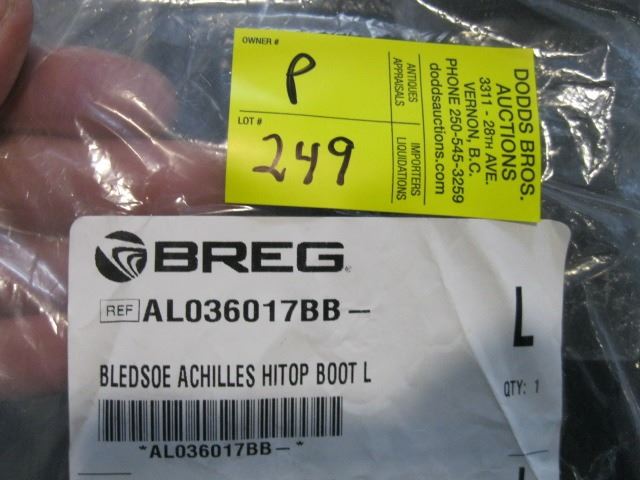 OWNER #
P
LOT #
249
ANTIQUES
APPRAISALS
IMPORTERS
LIQUIDATIONS
DODDS BROS.
AUCTIONS
3311 - 28TH AVE.
VERNON, B.C.
PHONE 250-545-3259
doddsauctions.com
BREG
REF AL036017BB-
L
BLEDSOE ACHILLES HITOP BOOT L
QTY: 1
*AL036017BB-*